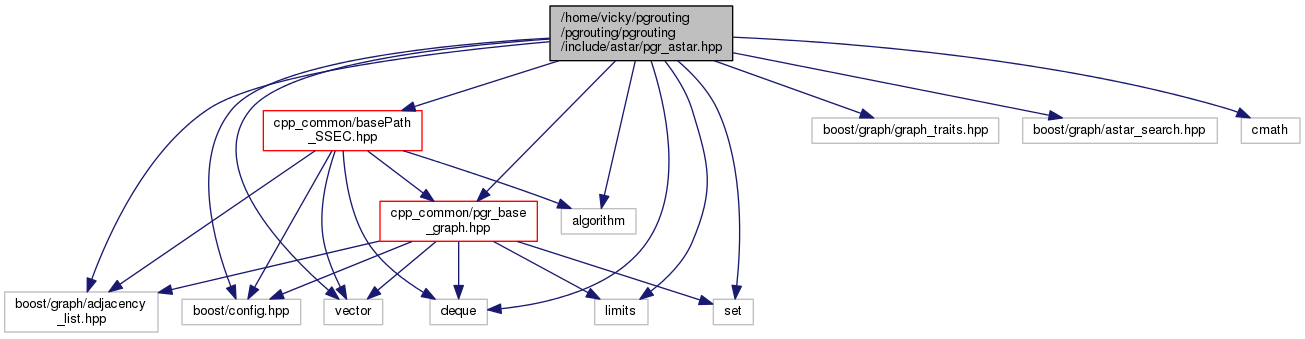 /home/vicky/pgrouting
/pgrouting/pgrouting
/include/astar/pgr_astar.hpp
cpp_common/basePath
_SSEC.hpp
boost/graph/graph_traits.hpp
boost/graph/astar_search.hpp
cmath
cpp_common/pgr_base
_graph.hpp
algorithm
boost/graph/adjacency
_list.hpp
boost/config.hpp
vector
deque
limits
set